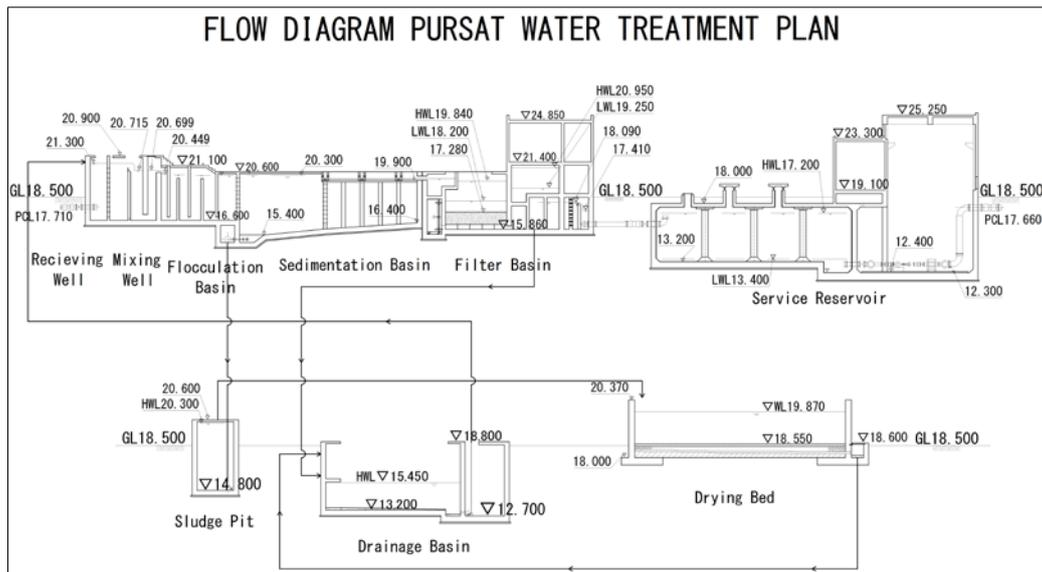 FLOW DIAGRAM PURSAT WATER TREATMENT PLAN
20.900
20.715
20.699
20.449
21.300
▽21.100
▽20.600
20.300
19.900
HWL19.840
LWL18.200
17.280
▽24.850
HWL20.950
LWL19.250
18.090
17.410
▽21.400
▽25.250
▽23.300
▽19.100
HWL▽17.200
▽18.000
GL18.500
GL18.500
GL18.500
PCL17.710
PCL17.660
15.400
16.400
▽15.860
13.200
LWL13.400
12.400
12.300
Recieving Well
Mixing Well
Flocculation Basin
Sedimentation Basin
Filter Basin
Service Reservoir
20.600
HWL20.300
GL18.500
▽14.800
Sludge Pit
▽18.800
HWL ▽15.450
▽13.200
▽12.700
Drainage Basin
20.370
▽WL19.870
▽18.550
▽18.600
GL18.500
18.000
Drying Bed